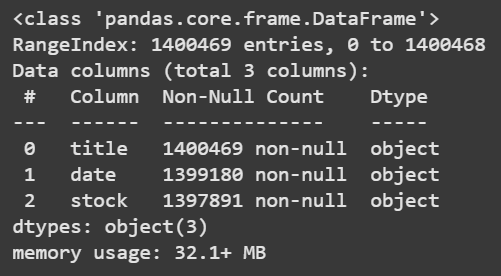 <class 'pandas.core.frame.DataFrame'>
RangeIndex: 1400469 entries, 0 to 1400468
Data columns (total 3 columns):
 #   Column  Non-Null Count    Dtype
---  ------  --------------    -----
 0   title   1400469 non-null  object
 1   date    1399180 non-null  object
 2   stock   1397891 non-null  object
dtypes: object(3)
memory usage: 32.1+ MB